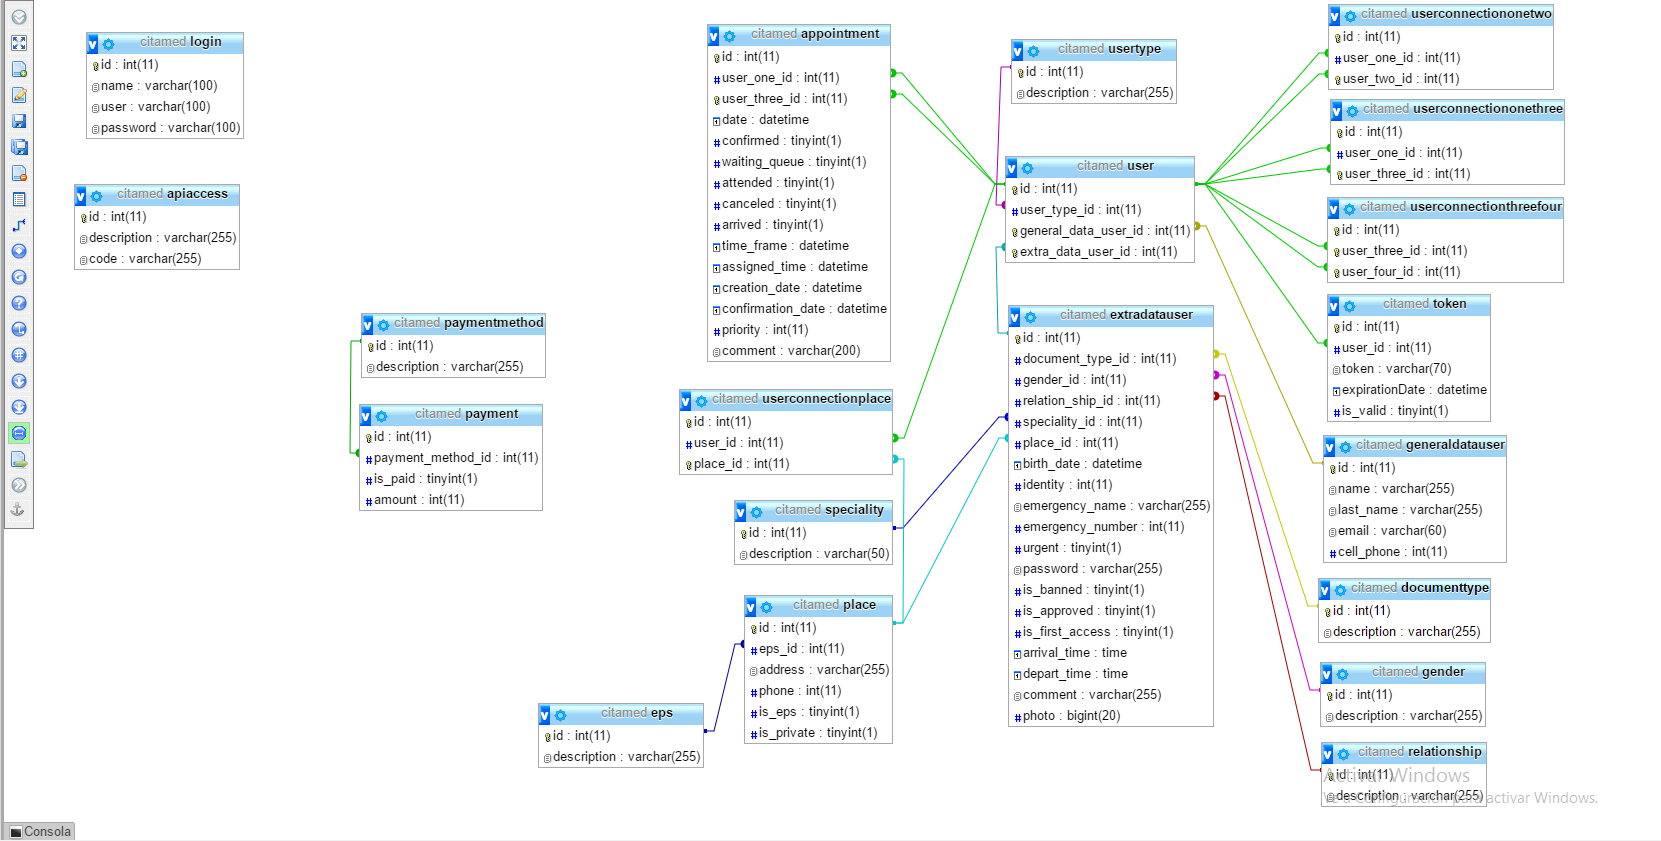 citamed login
id : int(11)
name : varchar(100)
user : varchar(100)
password : varchar(100)
citamed apiaccess
id : int(11)
description : varchar(255)
code : varchar(255)
citamed paymentmethod
id : int(11)
description : varchar(255)
citamed payment
id : int(11)
payment_method_id : int(11)
is_paid : tinyint(1)
amount : int(11)
citamed appointment
id : int(11)
user_one_id : int(11)
user_three_id : int(11)
date : datetime
confirmed : tinyint(1)
waiting_queue : tinyint(1)
attended : tinyint(1)
canceled : tinyint(1)
arrived : tinyint(1)
time_frame : datetime
assigned_time : datetime
creation_date : datetime
confirmation_date : datetime
priority : int(11)
comment : varchar(200)
citamed userconnectionplace
id : int(11)
user_id : int(11)
place_id : int(11)
citamed speciality
id : int(11)
description : varchar(50)
citamed place
id : int(11)
eps_id : int(11)
address : varchar(255)
phone : int(11)
is_eps : tinyint(1)
is_private : tinyint(1)
citamed eps
id : int(11)
description : varchar(255)
citamed usertype
id : int(11)
description : varchar(255)
citamed user
id : int(11)
user_type_id : int(11)
general_data_user_id : int(11)
extra_data_user_id : int(11)
citamed extradatauser
id : int(11)
document_type_id : int(11)
gender_id : int(11)
relation_ship_id : int(11)
speciality_id : int(11)
place_id : int(11)
birth_date : datetime
identity : int(11)
emergency_name : varchar(255)
emergency_number : int(11)
urgent : tinyint(1)
password : varchar(255)
is_banned : tinyint(1)
is_approved : tinyint(1)
is_first_access : tinyint(1)
arrival_time : time
depart_time : time
comment : varchar(255)
photo : bigint(20)
citamed userconnectiononetwo
id : int(11)
user_one_id : int(11)
user_two_id : int(11)
citamed userconnectiononethree
id : int(11)
user_one_id : int(11)
user_three_id : int(11)
citamed userconnectionthreefour
id : int(11)
user_three_id : int(11)
user_four_id : int(11)
citamed token
id : int(11)
user_id : int(11)
token : varchar(70)
expirationDate : datetime
is_valid : tinyint(1)
citamed generaldatauser
id : int(11)
name : varchar(255)
last_name : varchar(255)
email : varchar(60)
cell_phone : int(11)
citamed documenttype
id : int(11)
description : varchar(255)
citamed gender
id : int(11)
description : varchar(255)
citamed relationship
id : int(11)
description : varchar(255)
Activar Windows
Ve a Configuración para activar Windows.
Consola